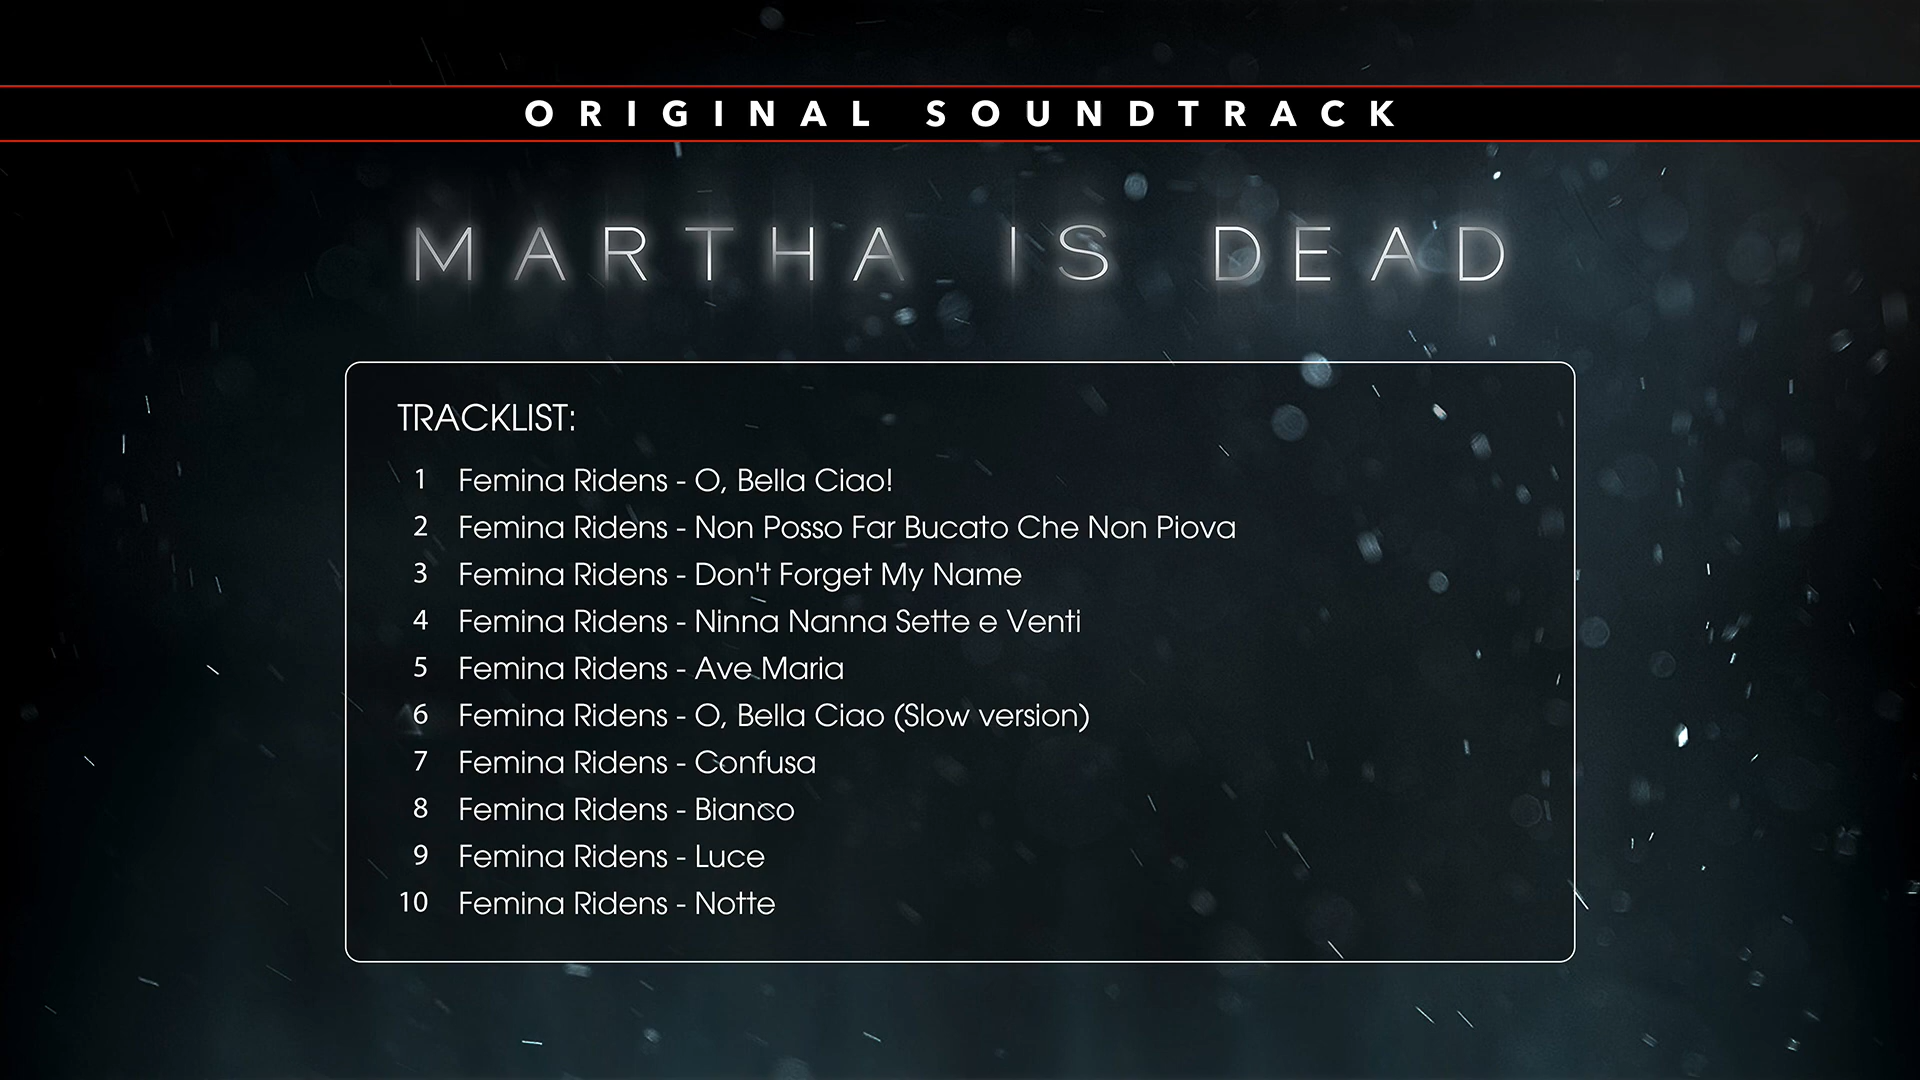 ORIGINAL SOUNDTRACK
MARTHA IS DEAD
TRACKLIST:
1 Femina Ridens - O, Bella Ciao!
2 Femina Ridens - Non Posso Far Bucato Che Non Piova
3 Femina Ridens - Don't Forget My Name
4 Femina Ridens - Ninna Nanna Sette e Venti
5 Femina Ridens - Ave Maria
6 Femina Ridens - O, Bella Ciao (Slow version)
7 Femina Ridens - Confusa
8 Femina Ridens - Bianco
9 Femina Ridens - Luce
10 Femina Ridens - Notte